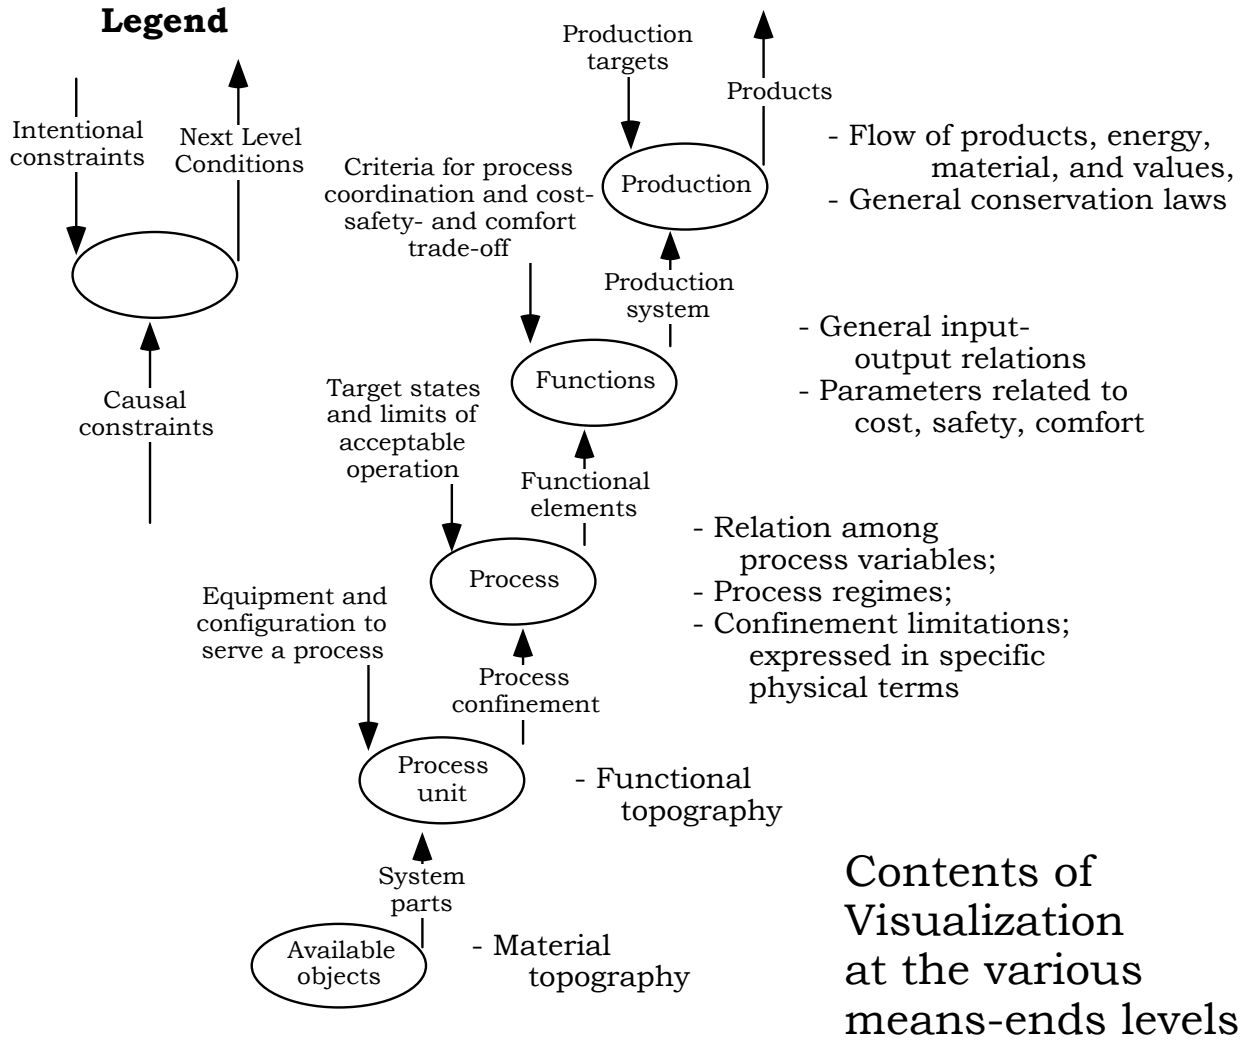 Legend
Intentional
constraints
Next Level
Conditions
Causal
constraints
Production
targets
Products
Production
- Flow of products, energy,
material, and values,
- General conservation laws
Criteria for process
coordination and cost-
safety- and comfort
trade-off
Production
system
Functions
- General input-
output relations
- Parameters related to
cost, safety, comfort
Target states
and limits of
acceptable
operation
Functional
elements
Process
- Relation among
process variables;
- Process regimes;
- Confinement limitations;
expressed in specific
physical terms
Equipment and
configuration to
serve a process
Process
confinement
Process
unit
- Functional
topography
System
parts
Available
objects
- Material
topography
Contents of
Visualization
at the various
means-ends levels